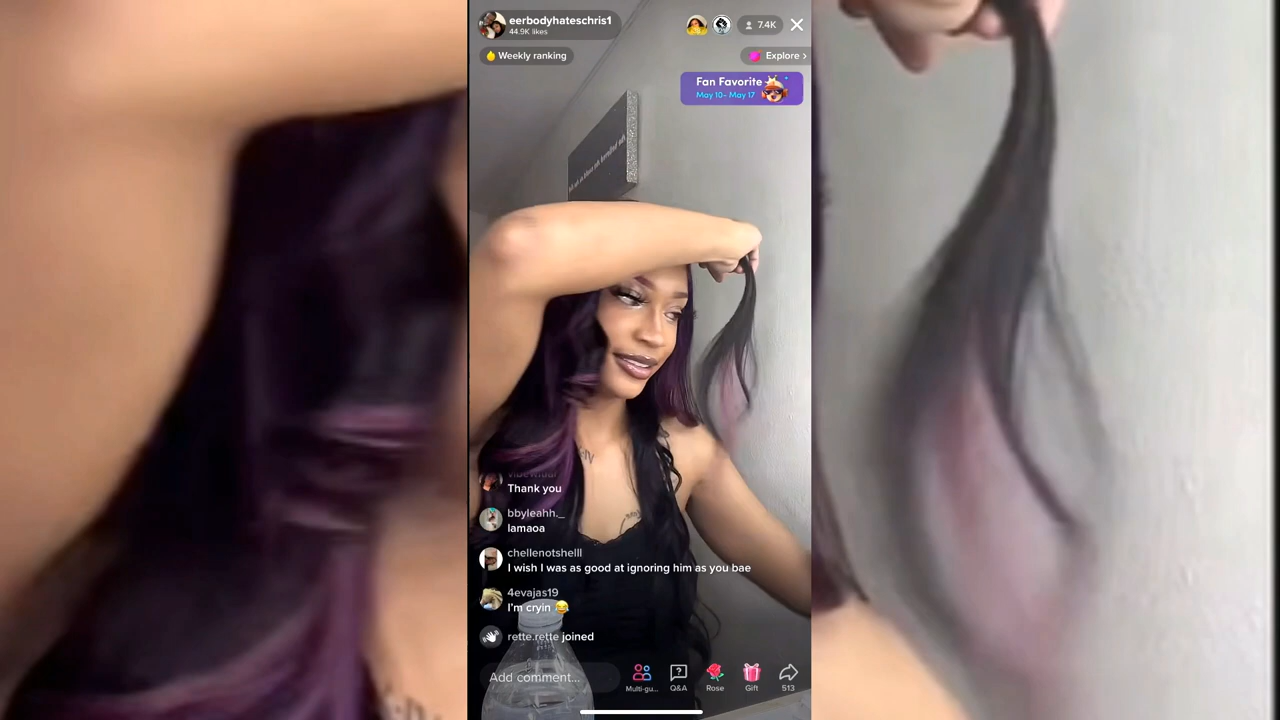 eerbodyhateschris1
44.9K likes
7.4K
Weekly ranking
Explore
Fan Favorite
May 10- May 17
Thank you
bbyleahh._
lamaoa
chellenotshelll
I wish I was as good at ignoring him as you bae
4evajas19
I'm cryin 😂
rette.rette joined
Add comment...
Multi-gu...
Q&A
Rose
Gift
513